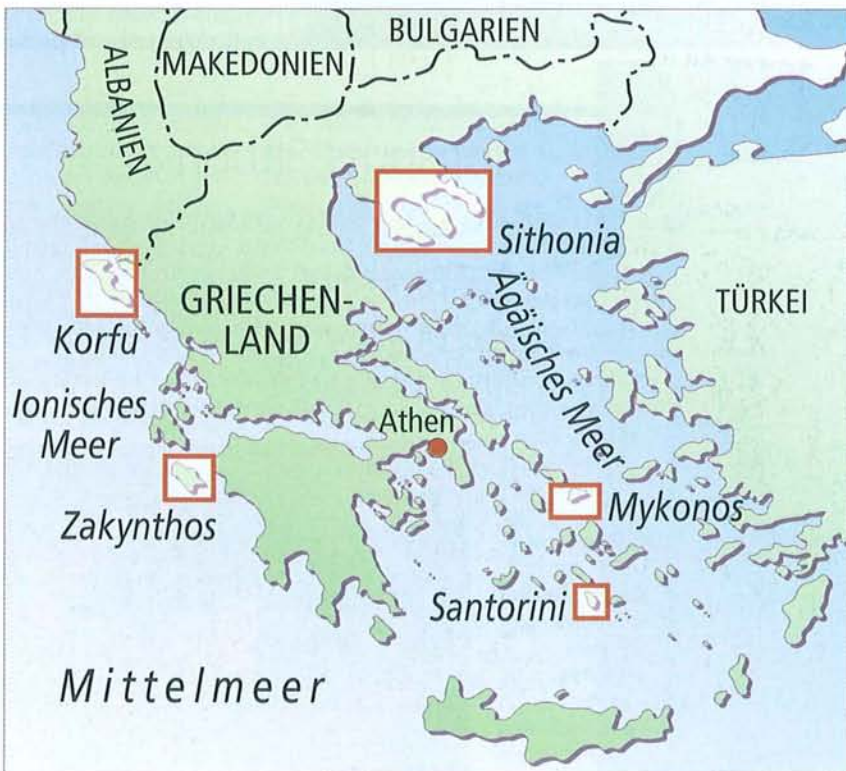 BULGARIEN
MAKEDONIEN
ALBANIEN
Sithonia
TÜRKEI
GRIECHEN-
LAND
Korfu
Ägäisches Meer
Ionisches
Meer
Athen
Zakynthos
Mykonos
Santorini
Mittelmeer